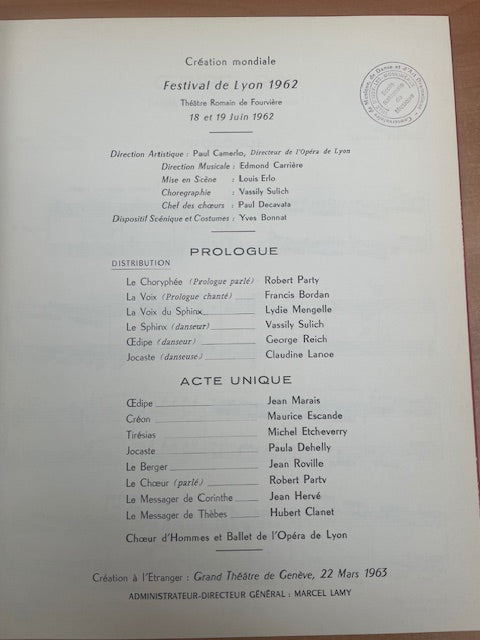 Création mondiale
Festival de Lyon 1962
Théâtre Romain de Fourvière
18 et 19 Juin 1962
Direction Artistique : Paul Camerlo, Directeur de l'Opéra de Lyon
Direction Musicale : Edmond Carrière
Mise en Scène : Louis Erlo
Choregraphie : Vassily Sulich
Chef des chœurs : Paul Decavata
Dispositif Scénique et Costumes : Yves Bonnat
PROLOGUE
DISTRIBUTION
Le Choryphée (Prologue parlé) Robert Party
La Voix (Prologue chanté) Francis Bordan
La Voix du Sphinx Lydie Mengelle
Le Sphinx (danseur) Vassily Sulich
Œdipe (danseur) George Reich
Jocaste (danseuse) Claudine Lanoe
ACTE UNIQUE
Œdipe Jean Marais
Créon Maurice Escande
Tirésias Michel Etcheverry
Jocaste Paula Dehelly
Le Berger Jean Roville
Le Chœur (parlé) Robert Party
Le Messager de Corinthe Jean Hervé
Le Messager de Thèbes Hubert Clanet
Chœur d'Hommes et Ballet de l'Opéra de Lyon
Création à l'Etranger : Grand Théâtre de Genève, 22 Mars 1963
ADMINISTRATEUR-DIRECTEUR GÉNÉRAL : MARCEL LAMY